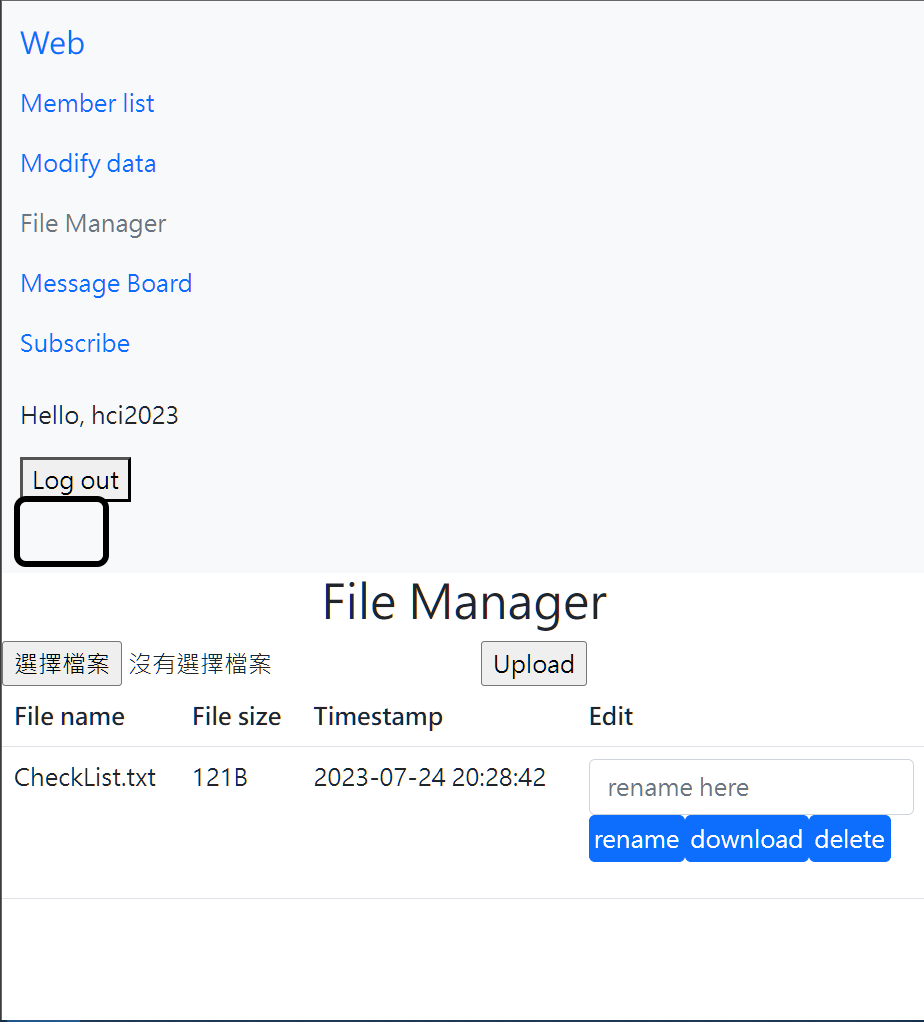 Web
Member list
Modify data
File Manager
Message Board
Subscribe
Hello, hci2023
Log out
File Manager
選擇檔案 沒有選擇檔案 Upload
File name File size Timestamp Edit
CheckList.txt 121B 2023-07-24 20:28:42 rename here
rename download delete